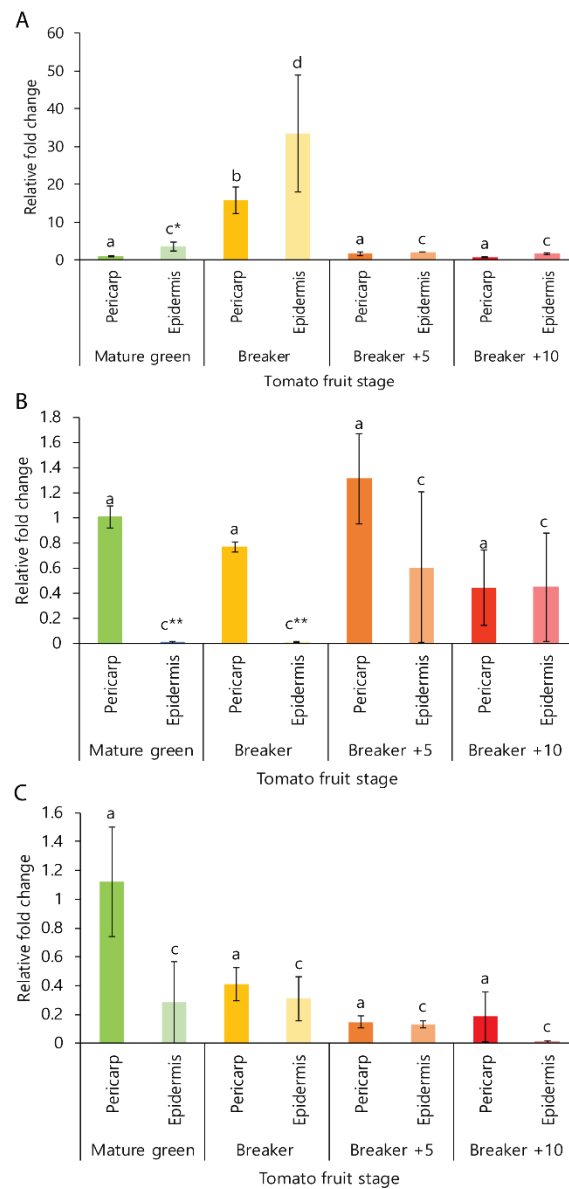 A
Relative fold change
60
50
40
30
20
10
0
a
c*
b
d
a
c
a
c
Pericarp
Epidermis
Pericarp
Epidermis
Pericarp
Epidermis
Pericarp
Epidermis
Mature green
Breaker
Breaker +5
Breaker +10
Tomato fruit stage
B
Relative fold change
1.8
1.6
1.4
1.2
1
0.8
0.6
0.4
0.2
0
a
c**
a
c**
a
c
a
c
Pericarp
Epidermis
Pericarp
Epidermis
Pericarp
Epidermis
Pericarp
Epidermis
Mature green
Breaker
Breaker +5
Breaker +10
Tomato fruit stage
C
Relative fold change
1.6
1.4
1.2
1
0.8
0.6
0.4
0.2
0
a
c
a
c
a
c
a
c
Pericarp
Epidermis
Pericarp
Epidermis
Pericarp
Epidermis
Pericarp
Epidermis
Mature green
Breaker
Breaker +5
Breaker +10
Tomato fruit stage